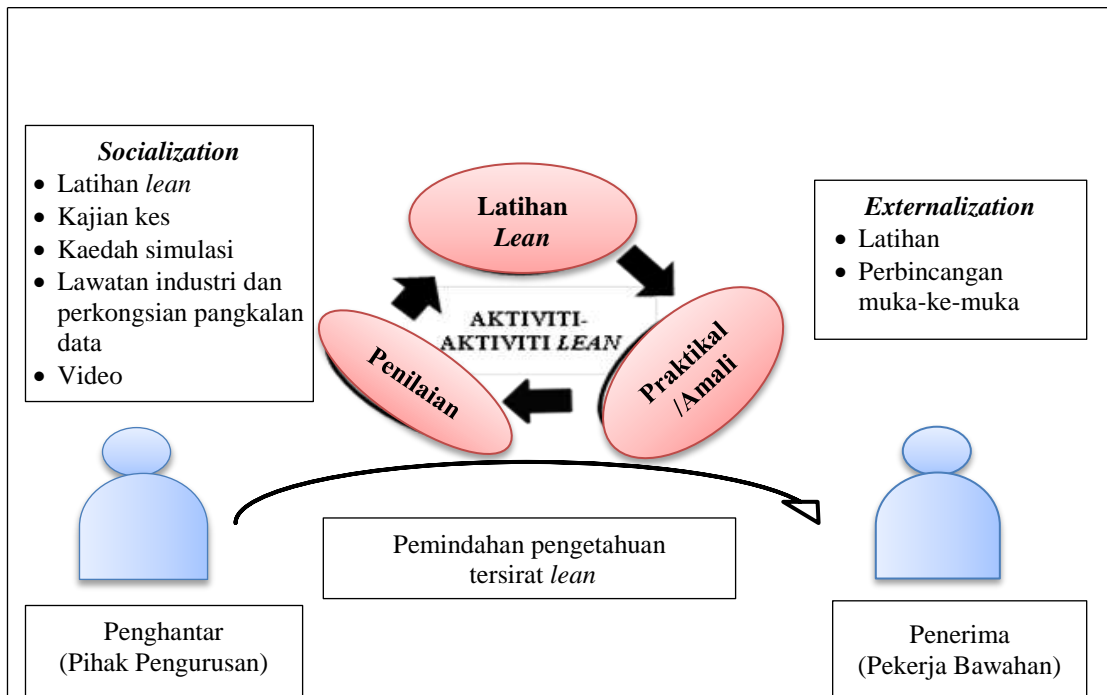 Socialization
• Latihan lean
• Kajian kes
• Kaedah simulasi
• Lawatan industri dan
perkongsian pangkalan
data
• Video
Latihan
Lean
AKTIVITI-
AKTIVITI LEAN
Praktikal
/Amali
Penilaian
Externalization
• Latihan
• Perbincangan
muka-ke-muka
Pemindahan pengetahuan
tersirat lean
Penghantar
(Pihak Pengurusan)
Penerima
(Pekerja Bawahan)